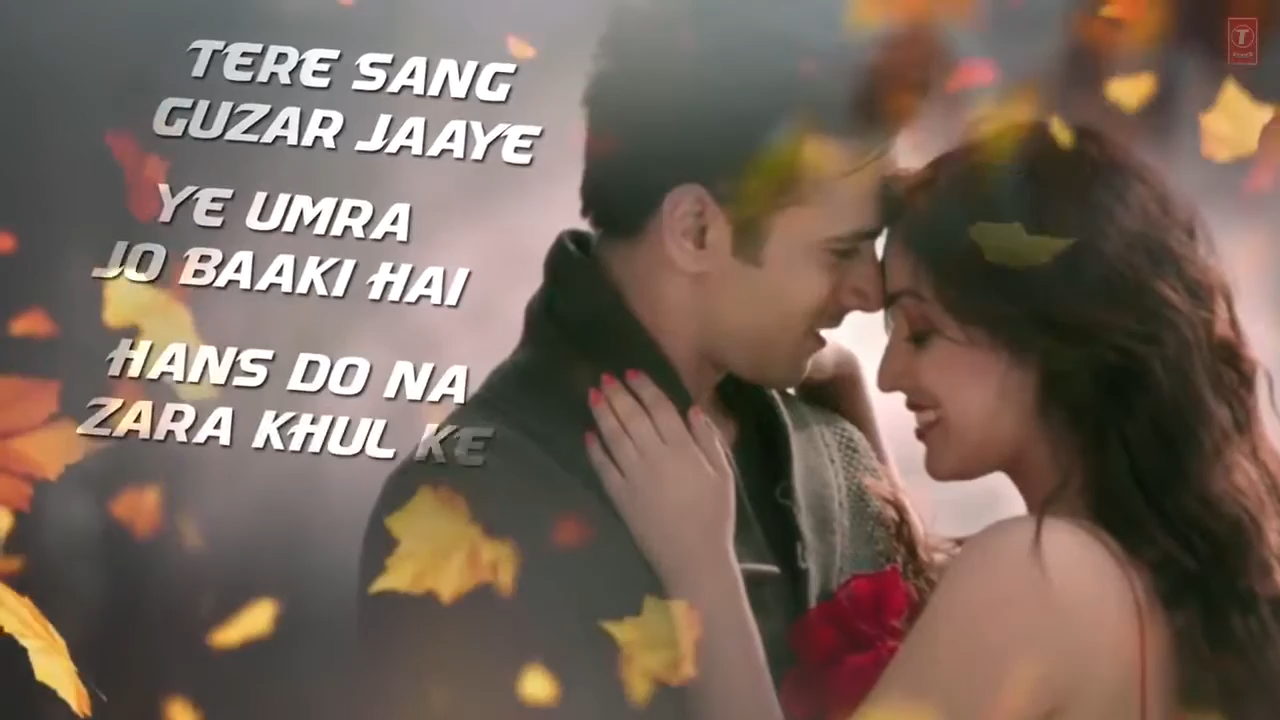 TERE SANG
GUZAR JAAYE
YE UMRA
JO BAAKI HAI
HANS DO NA
ZARA KHUL KE